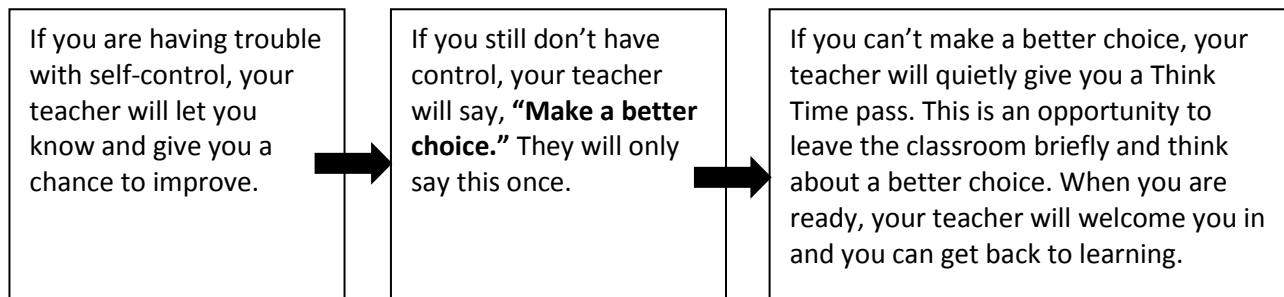 If you are having trouble
with self-control, your
teacher will let you
know and give you a
chance to improve.
If you still don’t have
control, your teacher
will say, “Make a better
choice.” They will only
say this once.
If you can’t make a better choice, your
teacher will quietly give you a Think
Time pass. This is an opportunity to
leave the classroom briefly and think
about a better choice. When you are
ready, your teacher will welcome you in
and you can get back to learning.